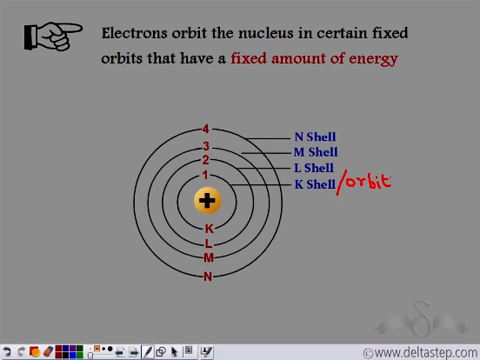 Electrons orbit the nucleus in certain fixed
orbits that have a fixed amount of energy
4
3
2
1
N Shell
M Shell
L Shell
K Shell /orbit
+
K
L
M
N
©www.deltastep.com